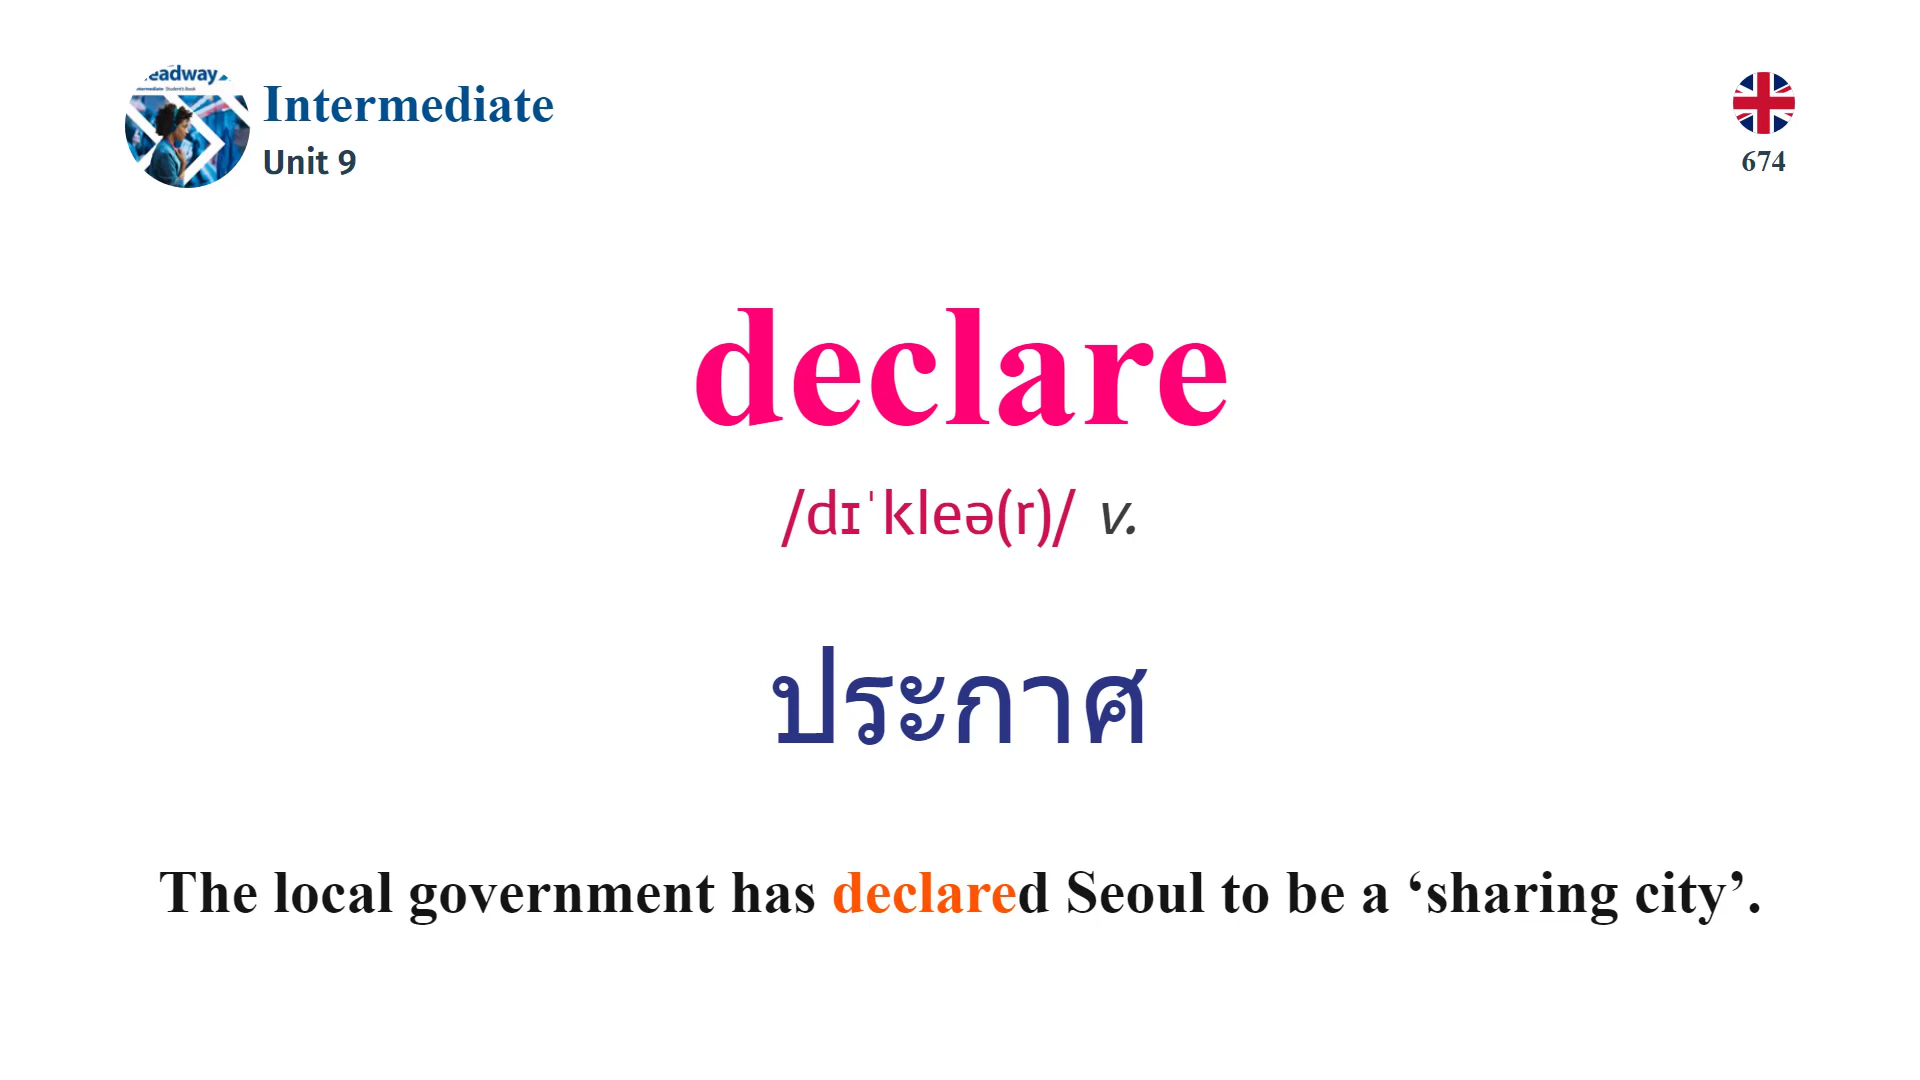 eadway
Intermediate
Unit 9
674
declare
/dɪˈkleə(r)/ v.
ประกาศ
The local government has declared Seoul to be a ‘sharing city’.